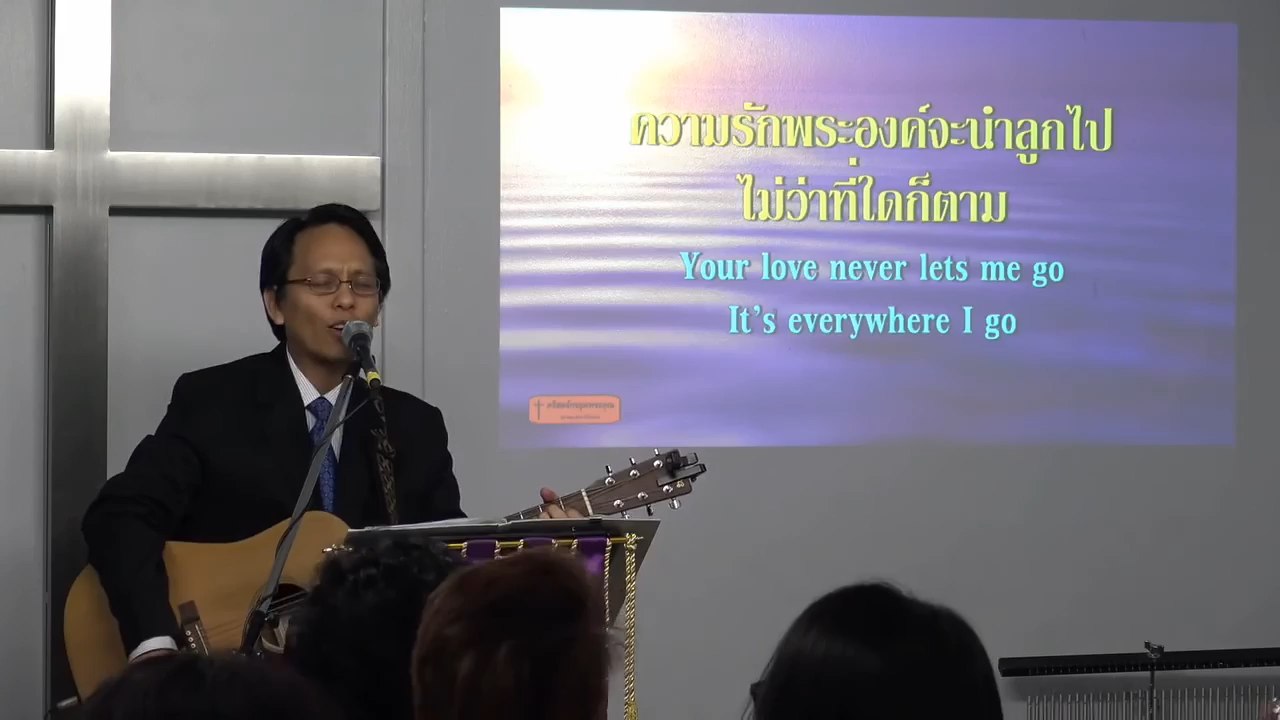 ความรักพระองค์จะนำลูกไป
ไม่ว่าที่ใดก็ตาม
Your love never lets me go
It's everywhere I go